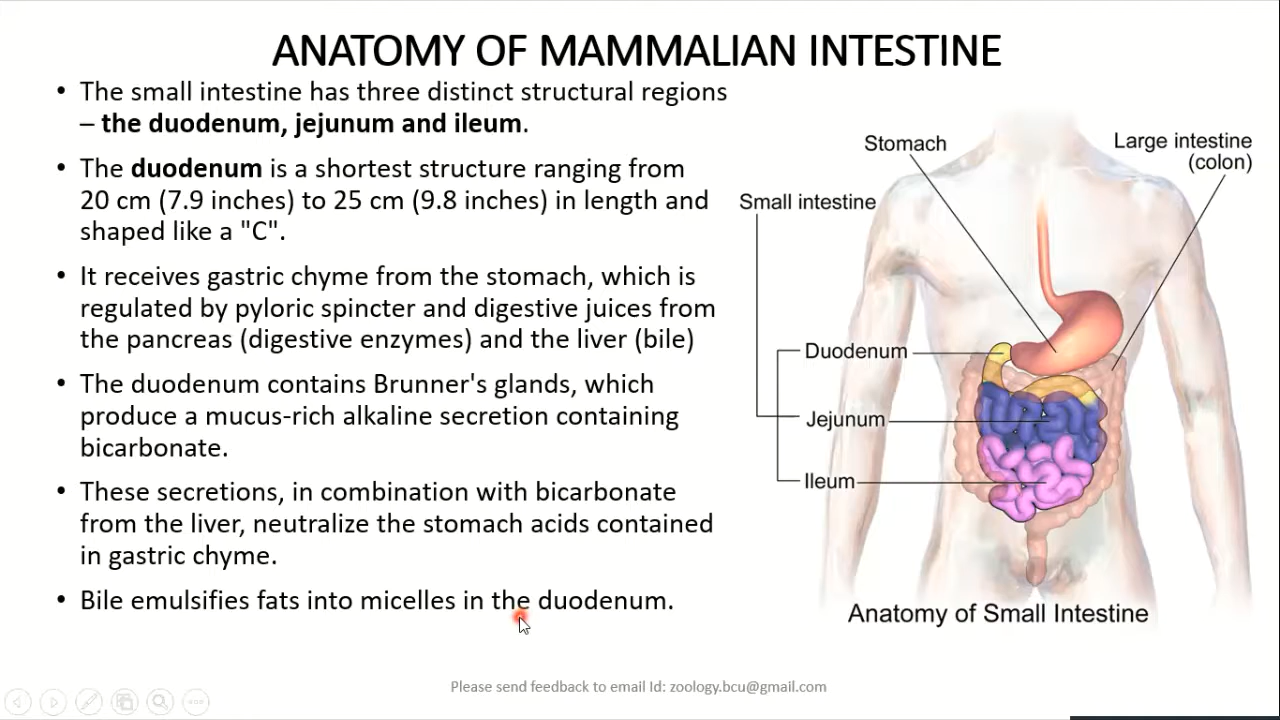 ANATOMY OF MAMMALIAN INTESTINE
• The small intestine has three distinct structural regions
– the duodenum, jejunum and ileum.
• The duodenum is a shortest structure ranging from
20 cm (7.9 inches) to 25 cm (9.8 inches) in length and
shaped like a "C".
• It receives gastric chyme from the stomach, which is
regulated by pyloric spincter and digestive juices from
the pancreas (digestive enzymes) and the liver (bile)
• The duodenum contains Brunner's glands, which
produce a mucus-rich alkaline secretion containing
bicarbonate.
• These secretions, in combination with bicarbonate
from the liver, neutralize the stomach acids contained
in gastric chyme.
• Bile emulsifies fats into micelles in the duodenum.
Stomach
Large intestine
(colon)
Small intestine
Duodenum
Jejunum
Ileum
Anatomy of Small Intestine
Please send feedback to email Id: zoology.bcu@gmail.com